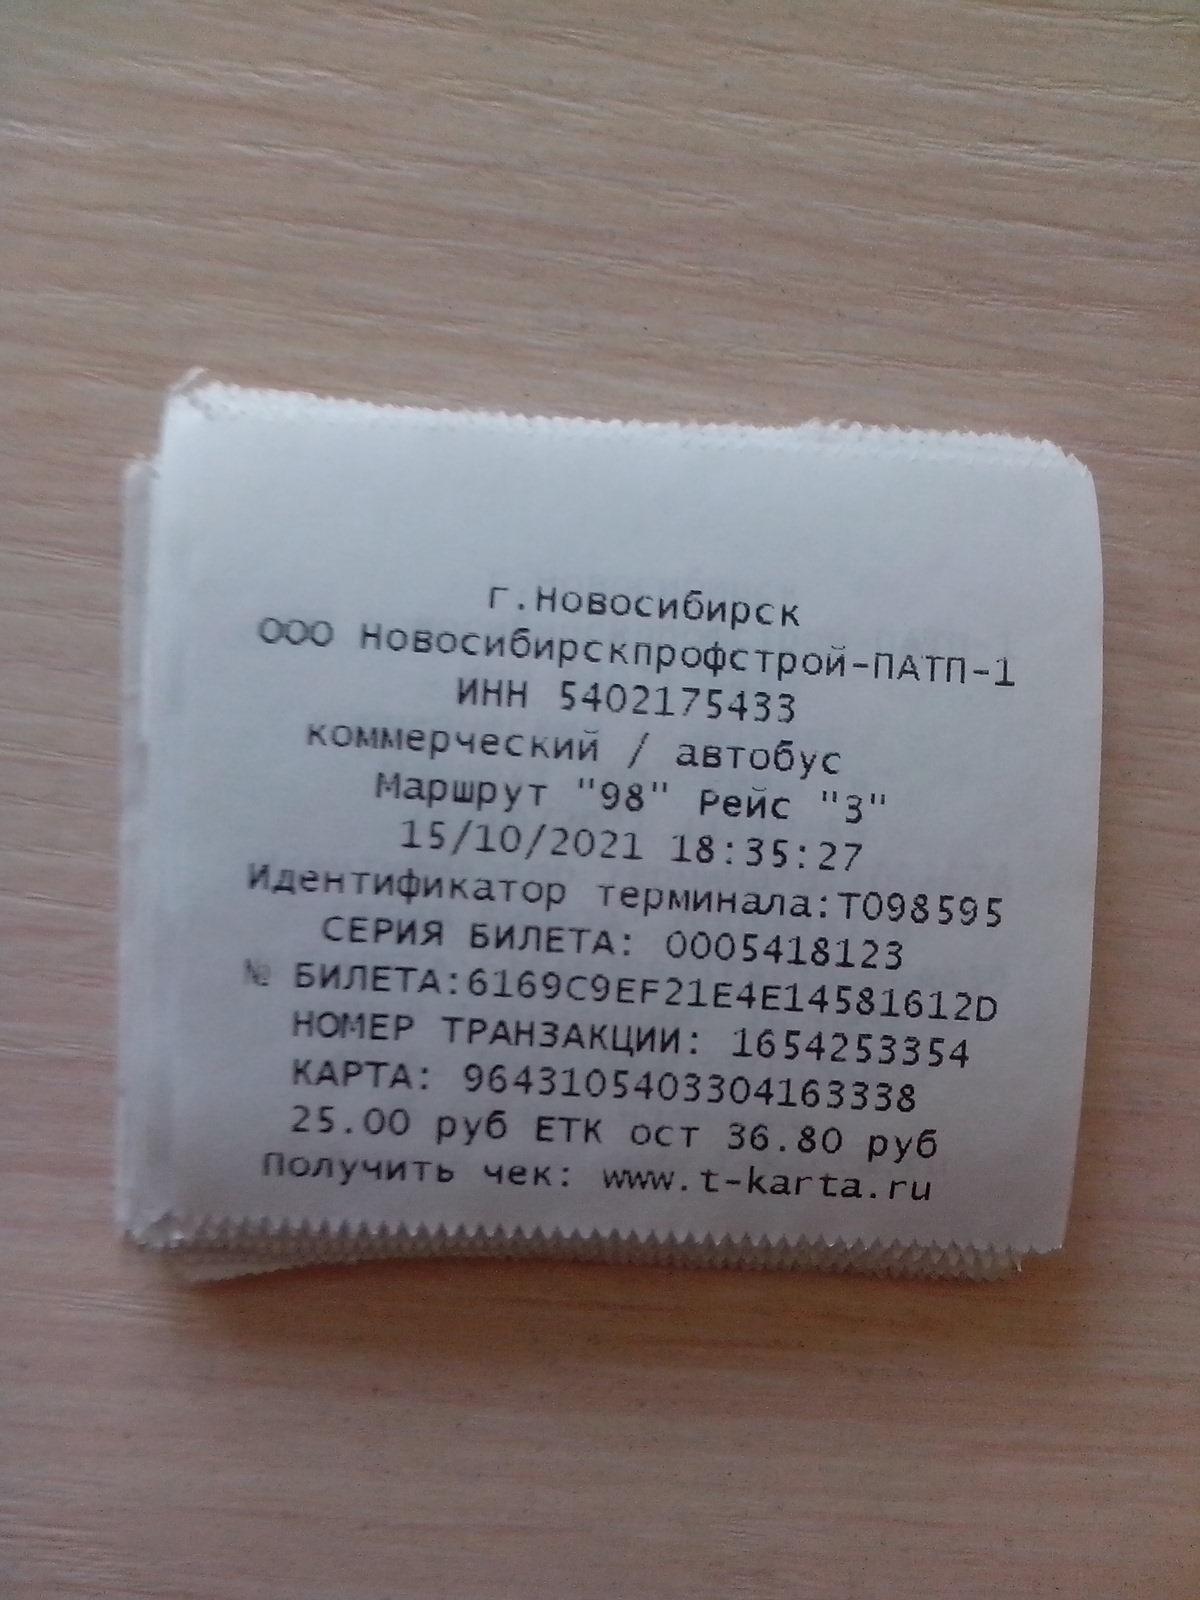 г.Новосибирск
ООО Новосибирскпрофстрой-ПАТП-1
ИНН 5402175433
коммерческий / автобус
Маршрут "98" Рейс "3"
15/10/2021 18:35:27
Идентификатор терминала:T098595
СЕРИЯ БИЛЕТА: 0005418123
№ БИЛЕТА:6169C9EF21E4E14581612D
НОМЕР ТРАНЗАКЦИИ: 1654253354
КАРТА: 9643105403304163338
25.00 руб ЕТК ост 36.80 руб
Получить чек: www.t-karta.ru